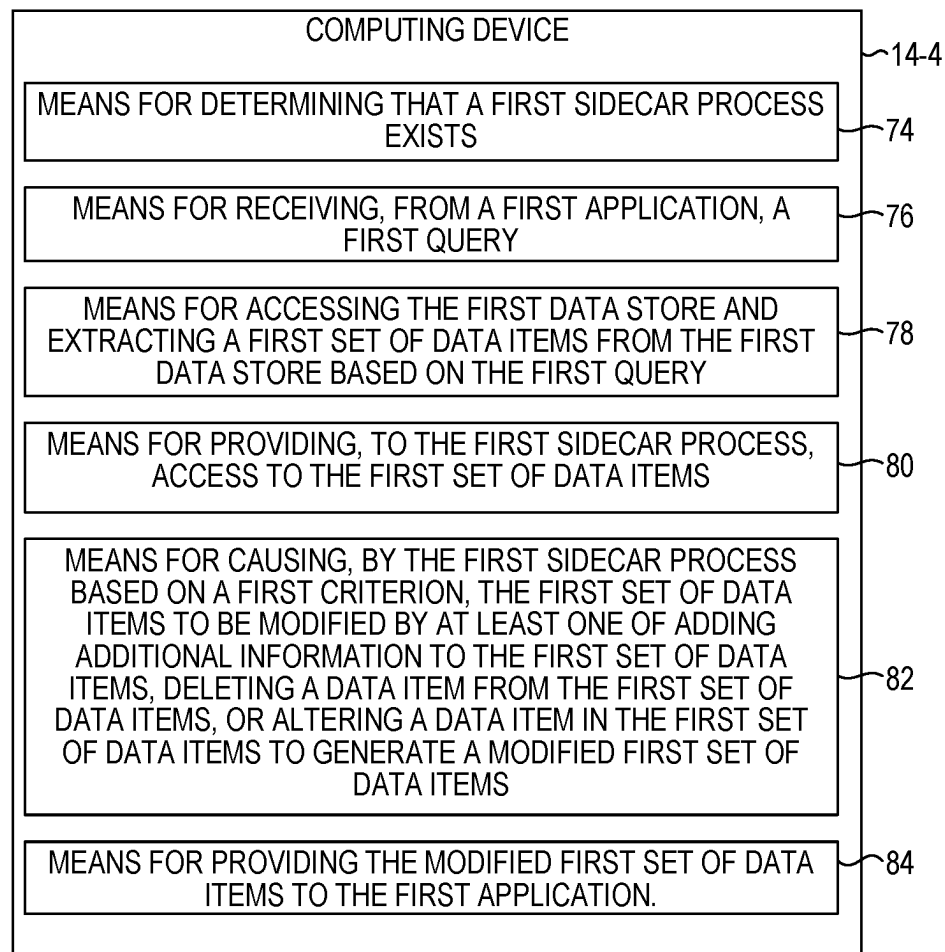 COMPUTING DEVICE
14-4
MEANS FOR DETERMINING THAT A FIRST SIDECAR PROCESS
EXISTS
74
MEANS FOR RECEIVING, FROM A FIRST APPLICATION, A
FIRST QUERY
76
MEANS FOR ACCESSING THE FIRST DATA STORE AND
EXTRACTING A FIRST SET OF DATA ITEMS FROM THE FIRST
DATA STORE BASED ON THE FIRST QUERY
78
MEANS FOR PROVIDING, TO THE FIRST SIDECAR PROCESS,
ACCESS TO THE FIRST SET OF DATA ITEMS
80
MEANS FOR CAUSING, BY THE FIRST SIDECAR PROCESS
BASED ON A FIRST CRITERION, THE FIRST SET OF DATA
ITEMS TO BE MODIFIED BY AT LEAST ONE OF ADDING
ADDITIONAL INFORMATION TO THE FIRST SET OF DATA
ITEMS, DELETING A DATA ITEM FROM THE FIRST SET OF
DATA ITEMS, OR ALTERING A DATA ITEM IN THE FIRST SET
OF DATA ITEMS TO GENERATE A MODIFIED FIRST SET OF
DATA ITEMS
82
MEANS FOR PROVIDING THE MODIFIED FIRST SET OF DATA
ITEMS TO THE FIRST APPLICATION.
84